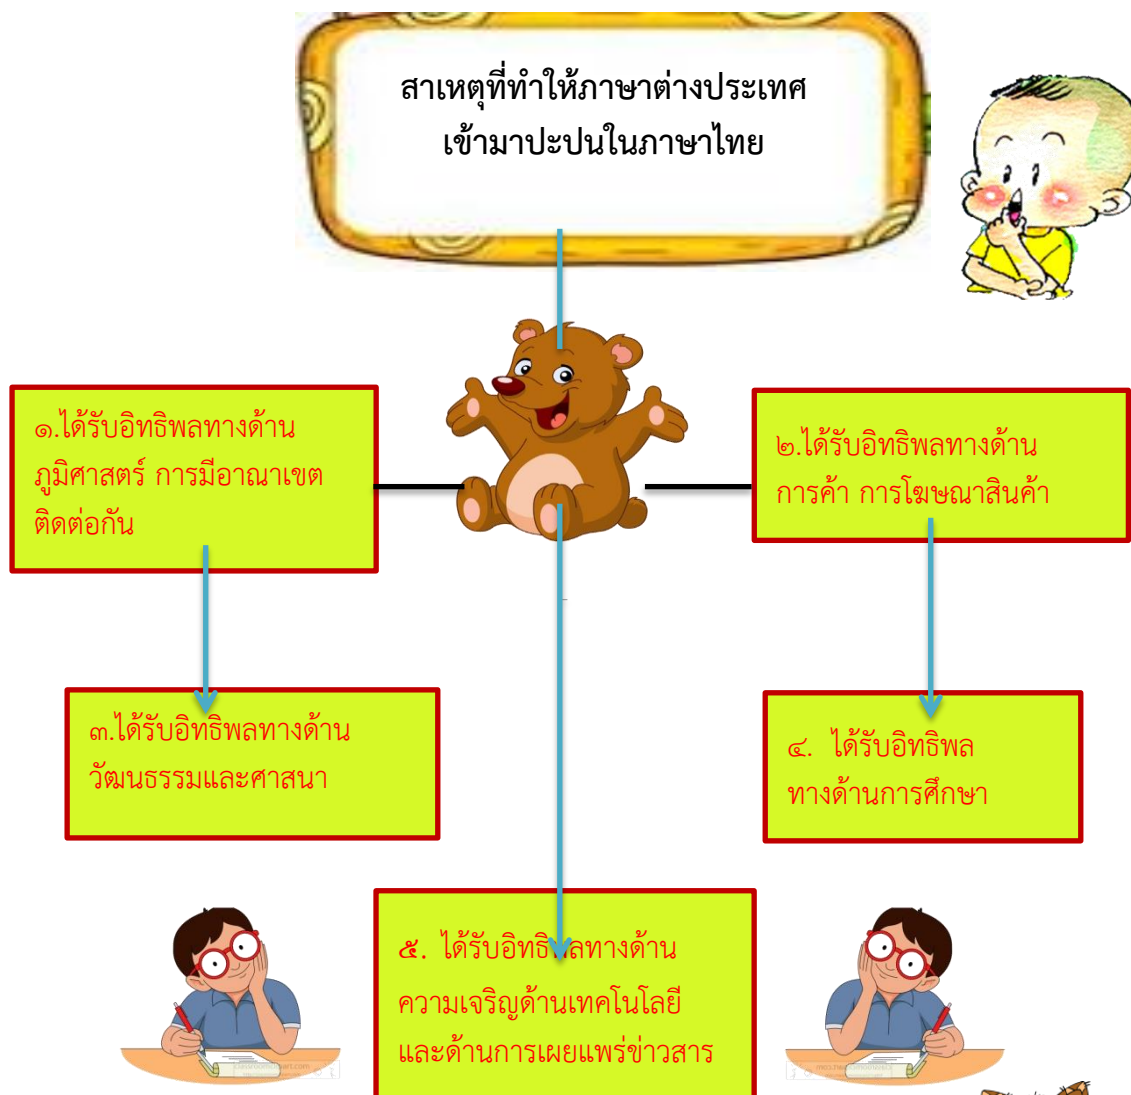 สาเหตุที่ทำให้ภาษาต่างประเทศ
เข้ามาปะปนในภาษาไทย
๑.ได้รับอิทธิพลทางด้าน
ภูมิศาสตร์ การมีอาณาเขต
ติดต่อกัน
๒.ได้รับอิทธิพลทางด้าน
การค้า การโฆษณาสินค้า
๓.ได้รับอิทธิพลทางด้าน
วัฒนธรรมและศาสนา
๔. ได้รับอิทธิพล
ทางด้านการศึกษา
๕. ได้รับอิทธิพลทางด้าน
ความเจริญด้านเทคโนโลยี
และด้านการเผยแพร่ข่าวสาร